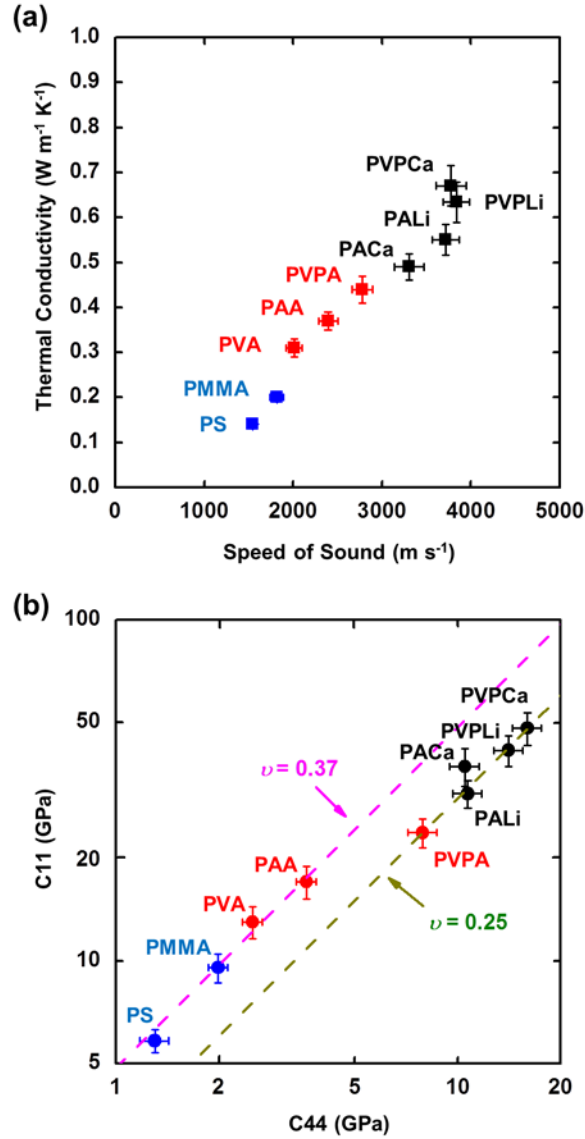 (a)
1.0
0.9
0.8
0.7
0.6
0.5
0.4
0.3
0.2
0.1
0.0
Thermal Conductivity (W m⁻¹ K⁻¹)
PVPCa
PVPLi
PALi
PACa
PVPA
PAA
PVA
PMMA
PS
0 1000 2000 3000 4000 5000
Speed of Sound (m s⁻¹)
(b)
100
50
20
10
5
C11 (GPa)
PVPCa
PVPLi
PACa
υ = 0.37
PALi
PAA
PVPA
PVA
υ = 0.25
PMMA
PS
1 2 5 10 20
C44 (GPa)